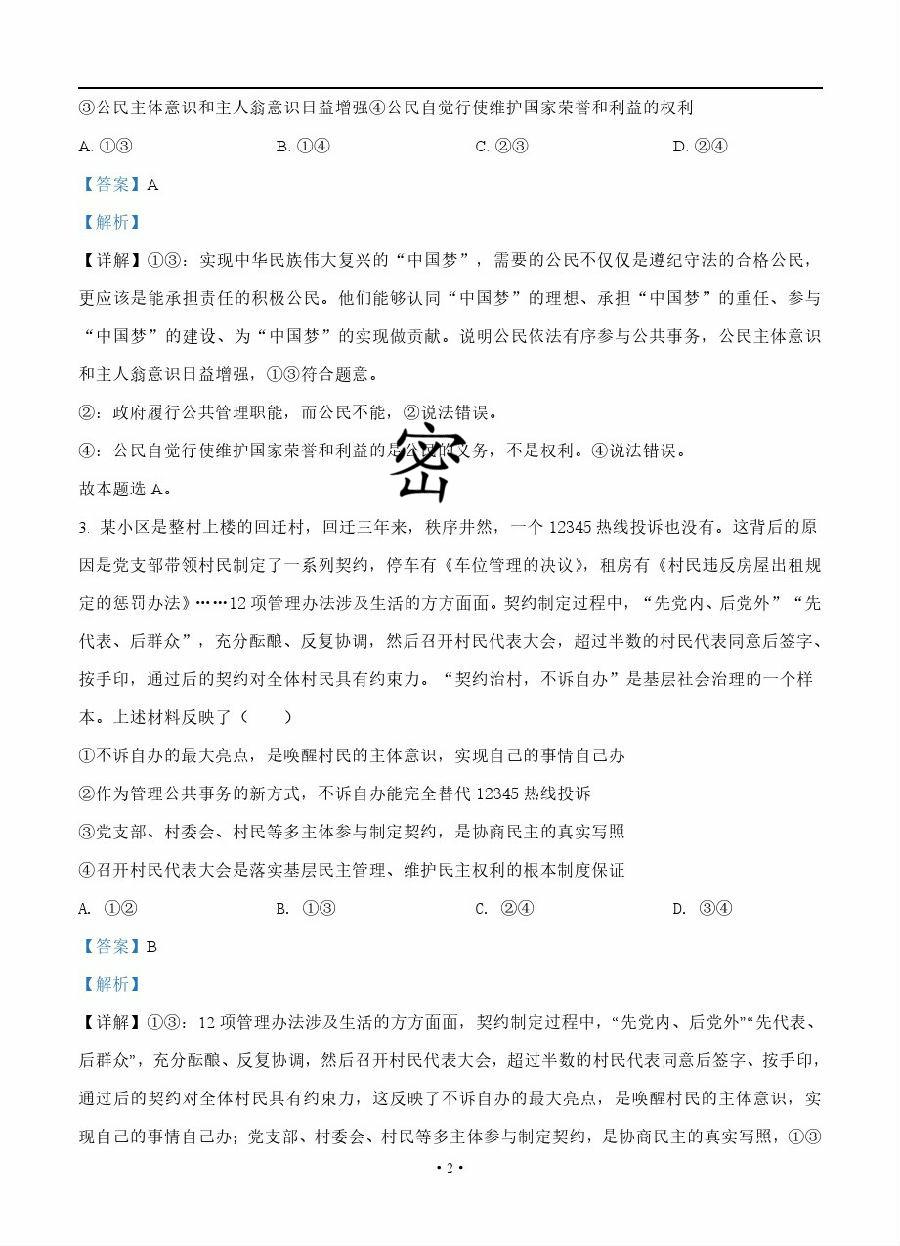 ③公民主体意识和主人翁意识日益增强④公民自觉行使维护国家荣誉和利益的权利
A. ①③ B. ①④ C. ②③ D. ②④
【答案】A
【解析】
【详解】①③：实现中华民族伟大复兴的“中国梦”，需要的公民不仅仅是遵纪守法的合格公民，
更应该是能承担责任的积极公民。他们能够认同“中国梦”的理想、承担“中国梦”的重任、参与
“中国梦”的建设、为“中国梦”的实现做贡献。说明公民依法有序参与公共事务，公民主体意识
和主人翁意识日益增强，①③符合题意。
②：政府履行公共管理职能，而公民不能，②说法错误。
④：公民自觉行使维护国家荣誉和利益的是公民的义务，不是权利。④说法错误。
密
故本题选A。
3. 某小区是整村上楼的回迁村，回迁三年来，秩序井然，一个12345热线投诉也没有。这背后的原
因是党支部带领村民制定了一系列契约，停车有《车位管理的决议》，租房有《村民违反房屋出租规
定的惩罚办法》……12项管理办法涉及生活的方方面面。契约制定过程中，“先党内、后党外”“先
代表、后群众”，充分酝酿、反复协调，然后召开村民代表大会，超过半数的村民代表同意后签字、
按手印，通过后的契约对全体村民具有约束力。“契约治村，不诉自办”是基层社会治理的一个样
本。上述材料反映了（　　）
①不诉自办的最大亮点，是唤醒村民的主体意识，实现自己的事情自己办
②作为管理公共事务的新方式，不诉自办能完全替代12345热线投诉
③党支部、村委会、村民等多主体参与制定契约，是协商民主的真实写照
④召开村民代表大会是落实基层民主管理、维护民主权利的根本制度保证
A. ①② B. ①③ C. ②④ D. ③④
【答案】B
【解析】
【详解】①③：12项管理办法涉及生活的方方面面，契约制定过程中，“先党内、后党外”“先代表、
后群众”，充分酝酿、反复协调，然后召开村民代表大会，超过半数的村民代表司意后签字、按手印，
通过后的契约对全体村民具有约束力，这反映了不诉自办的最大亮点，是唤醒村民的主体意识，实
现自己的事情自己办；党支部、村委会、村民等多主体参与制定契约，是协商民主的真实写照，①③
·2·